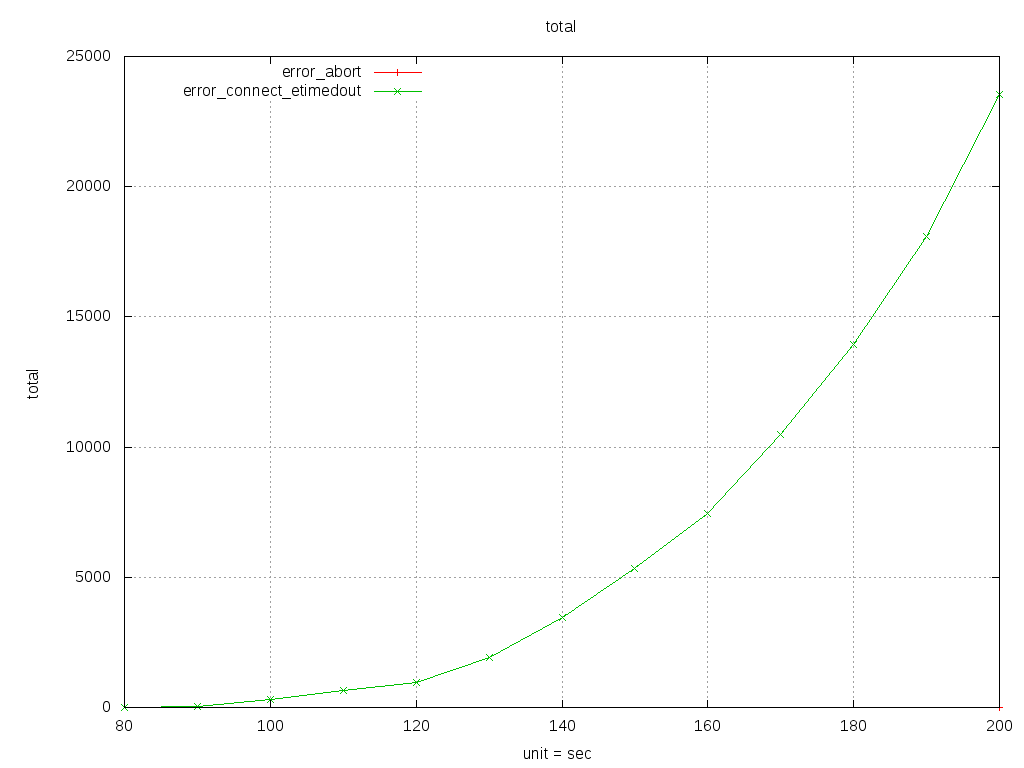 total
25000
error_abort
error_connect_etimedout
20000
15000
total
10000
5000
0
80 100 120 140 160 180 200
unit = sec